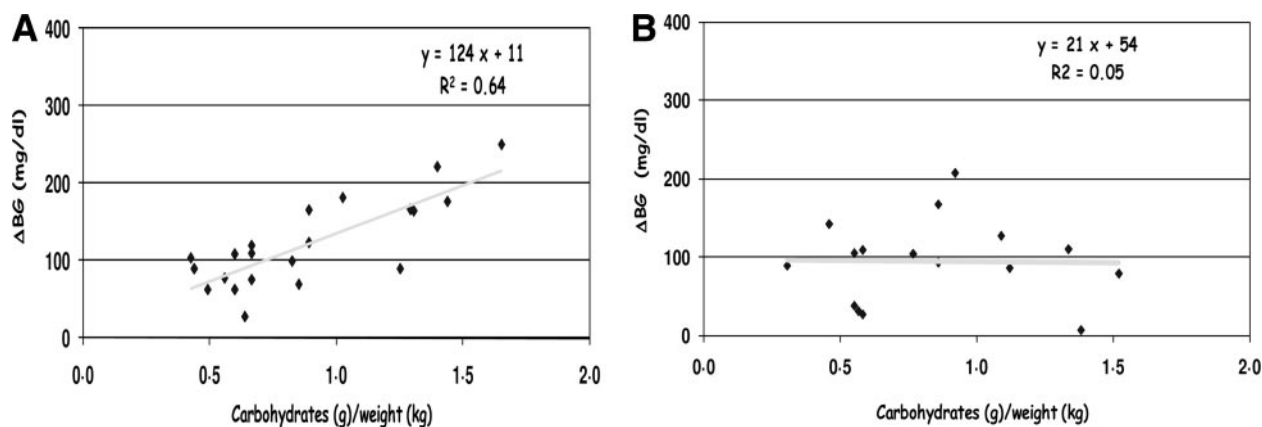 A
y = 124 x + 11
R² = 0.64
400
300
200
100
0
ΔBG (mg/dl)
0·0 0·5 1·0 1·5 2·0
Carbohydrates (g)/weight (kg)
B
y = 21 x + 54
R2 = 0.05
400
300
200
100
0
ΔBG (mg/dl)
0·0 0·5 1·0 1·5 2·0
Carbohydrates (g)/weight (kg)